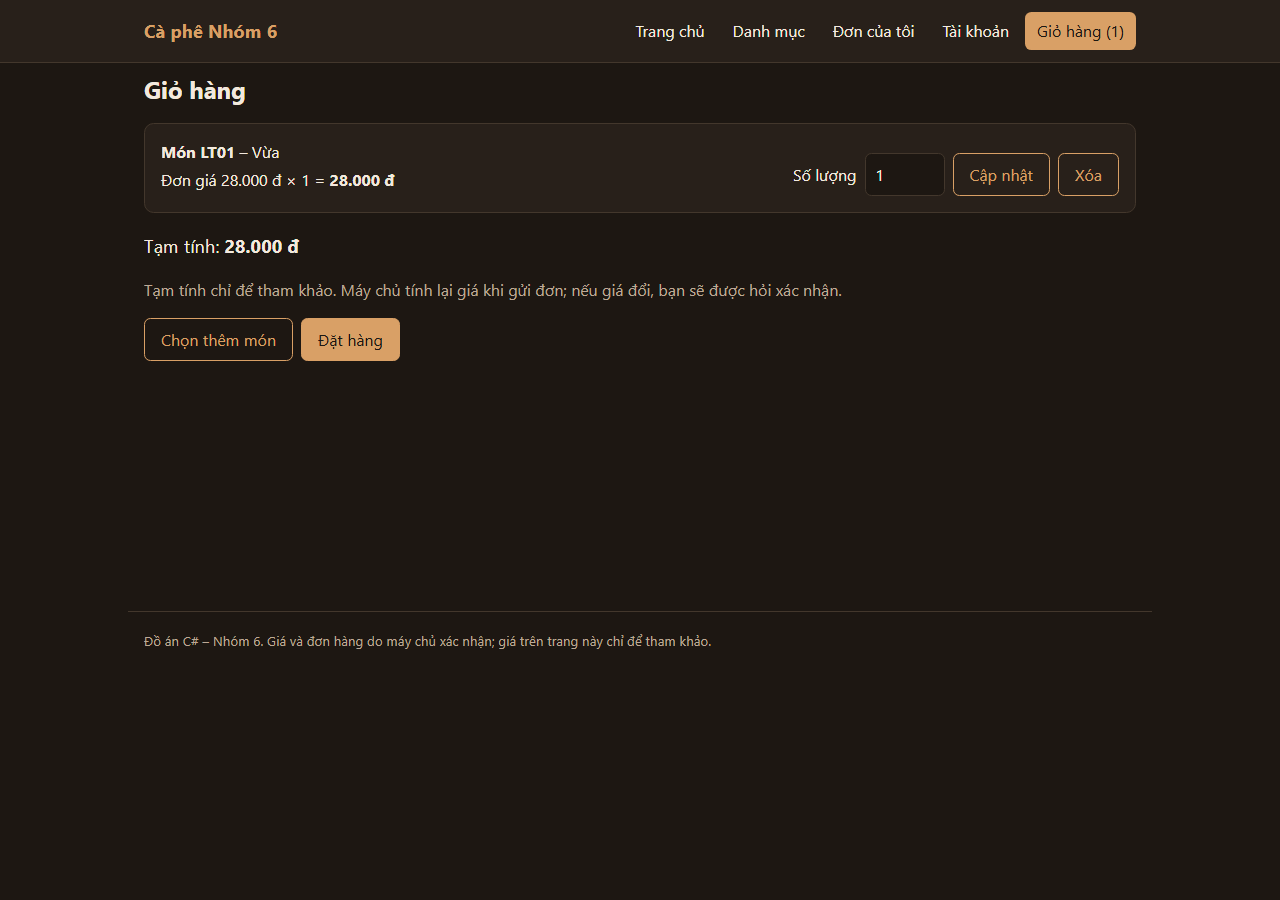 Cà phê Nhóm 6 Trang chủ Danh mục Đơn của tôi Tài khoản Giỏ hàng (1)
Giỏ hàng
Món LT01 – Vừa
Đơn giá 28.000 đ × 1 = 28.000 đ
Số lượng 1 Cập nhật Xóa
Tạm tính: 28.000 đ
Tạm tính chỉ để tham khảo. Máy chủ tính lại giá khi gửi đơn; nếu giá đổi, bạn sẽ được hỏi xác nhận.
Chọn thêm món Đặt hàng
Đồ án C# – Nhóm 6. Giá và đơn hàng do máy chủ xác nhận; giá trên trang này chỉ để tham khảo.